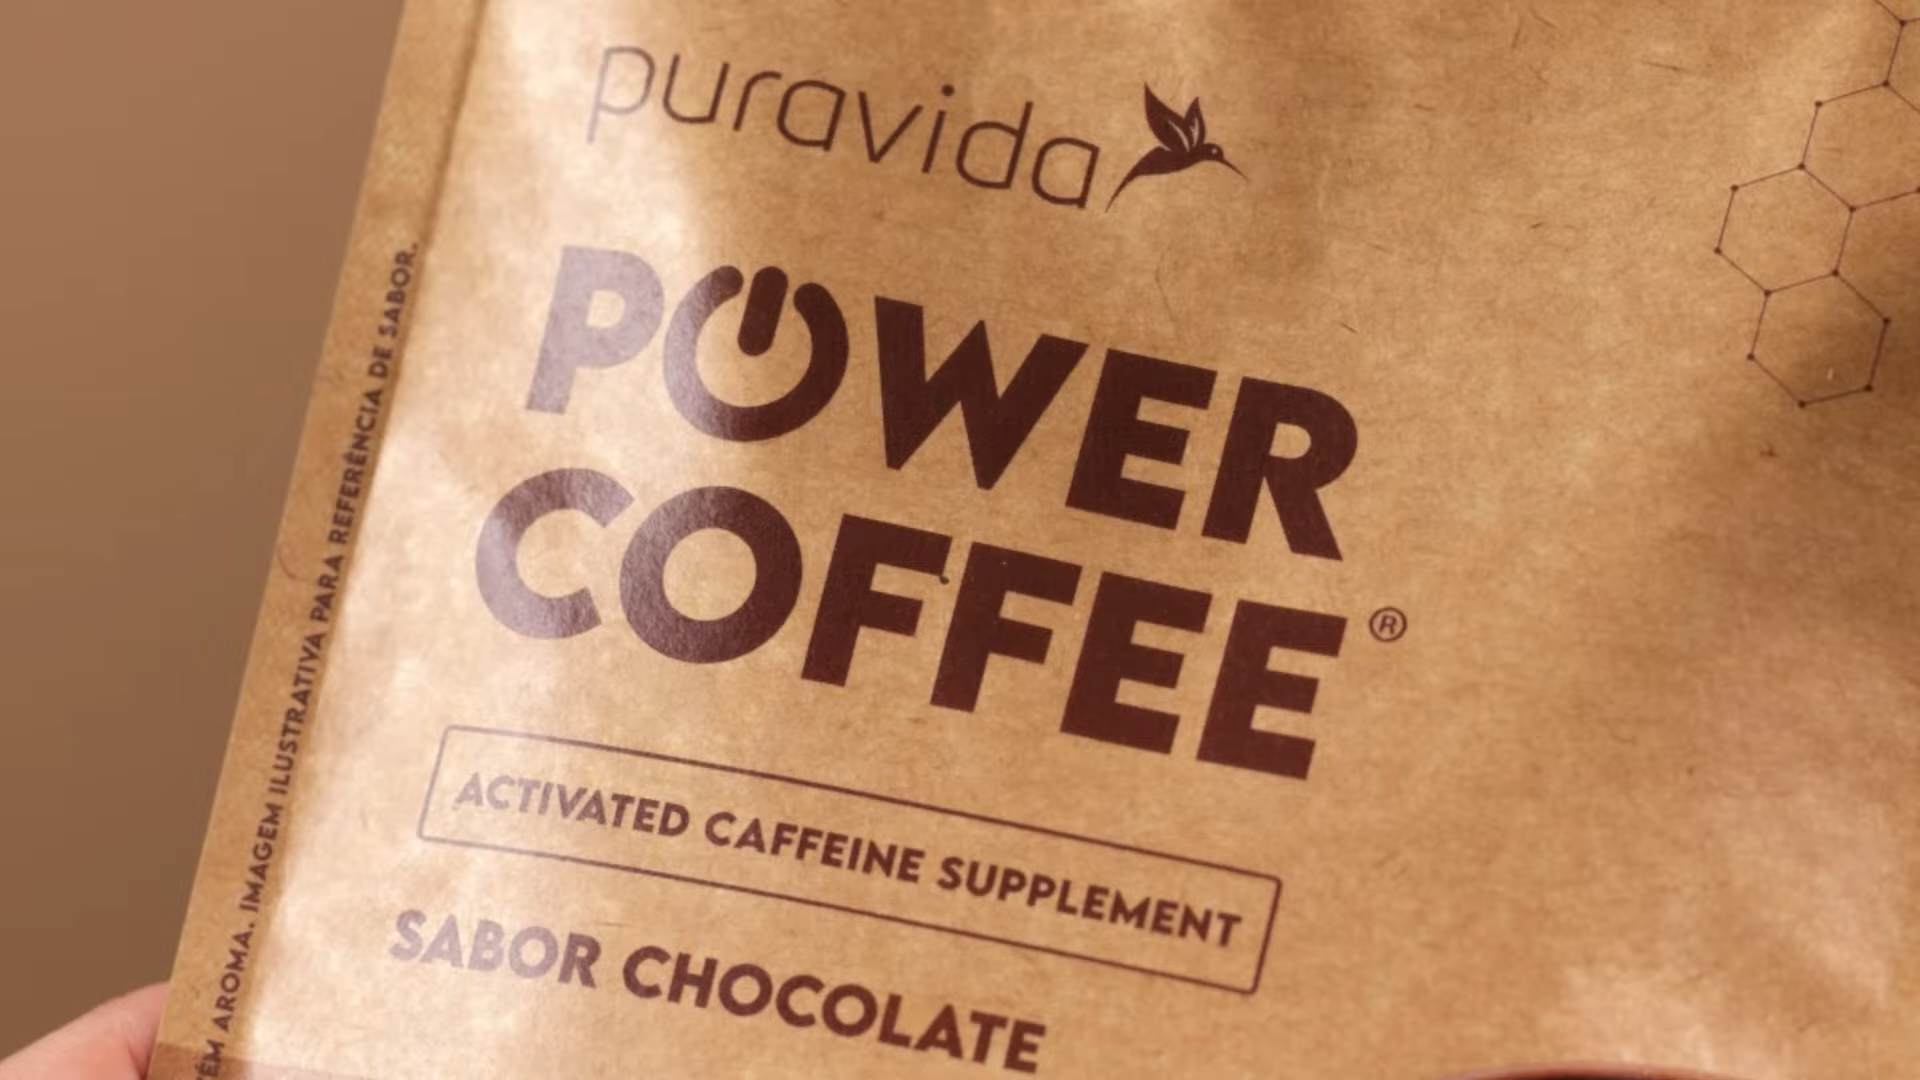 puravida
POWER
COFFEE®
ACTIVATED CAFFEINE SUPPLEMENT
SABOR CHOCOLATE
AROMA. IMAGEM ILUSTRATIVA PARA REFERÊNCIA DE SABOR.